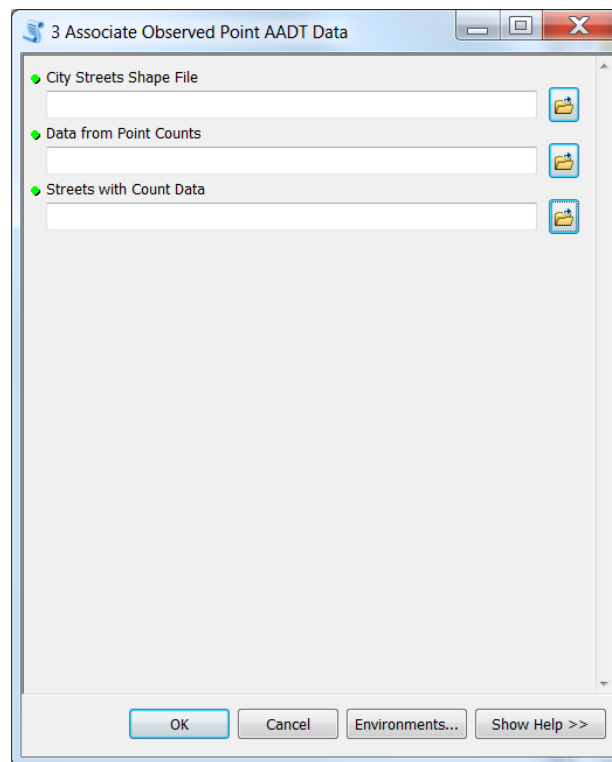 3 Associate Observed Point AADT Data
City Streets Shape File
Data from Point Counts
Streets with Count Data
OK Cancel Environments... Show Help >>